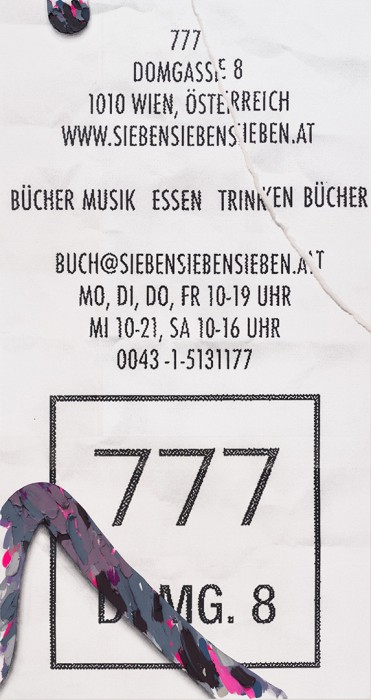 777
DOMGASSE 8
1010 WIEN, ÖSTERREICH
WWW.SIEBENSIEBENSIEBEN.AT
BÜCHER MUSIK ESSEN TRINKEN BÜCHER
BUCH@SIEBENSIEBENSIEBEN.AT
MO, DI, DO, FR 10-19 UHR
MI 10-21, SA 10-16 UHR
0043-1-5131177
777
DOMG. 8